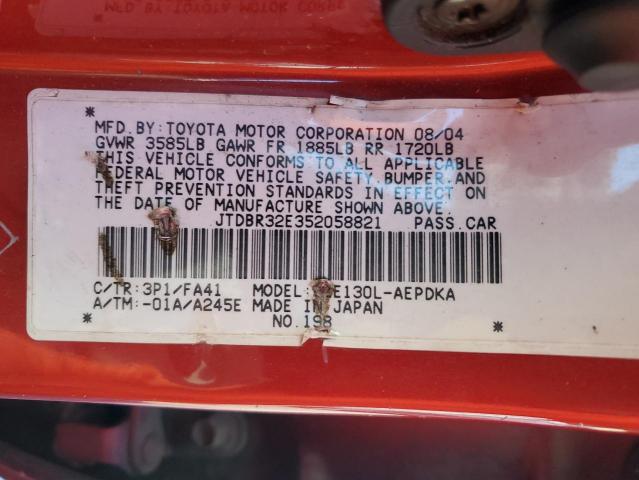 MFD. BY: TOYOTA MOTOR CORPORATION 08/04
GVWR 3585LB GAWR FR 1885LB RR 1720LB
THIS VEHICLE CONFORMS TO ALL APPLICABLE
FEDERAL MOTOR VEHICLE SAFETY, BUMPER, AND
THEFT PREVENTION STANDARDS IN EFFECT ON
THE DATE OF MANUFACTURE SHOWN ABOVE.
JTDBR32E352058821 PASS. CAR
C/TR: 3P1/FA41 MODEL: E130L-AEPDKA
A/TM: -01A/A245E MADE IN JAPAN
NO. 198